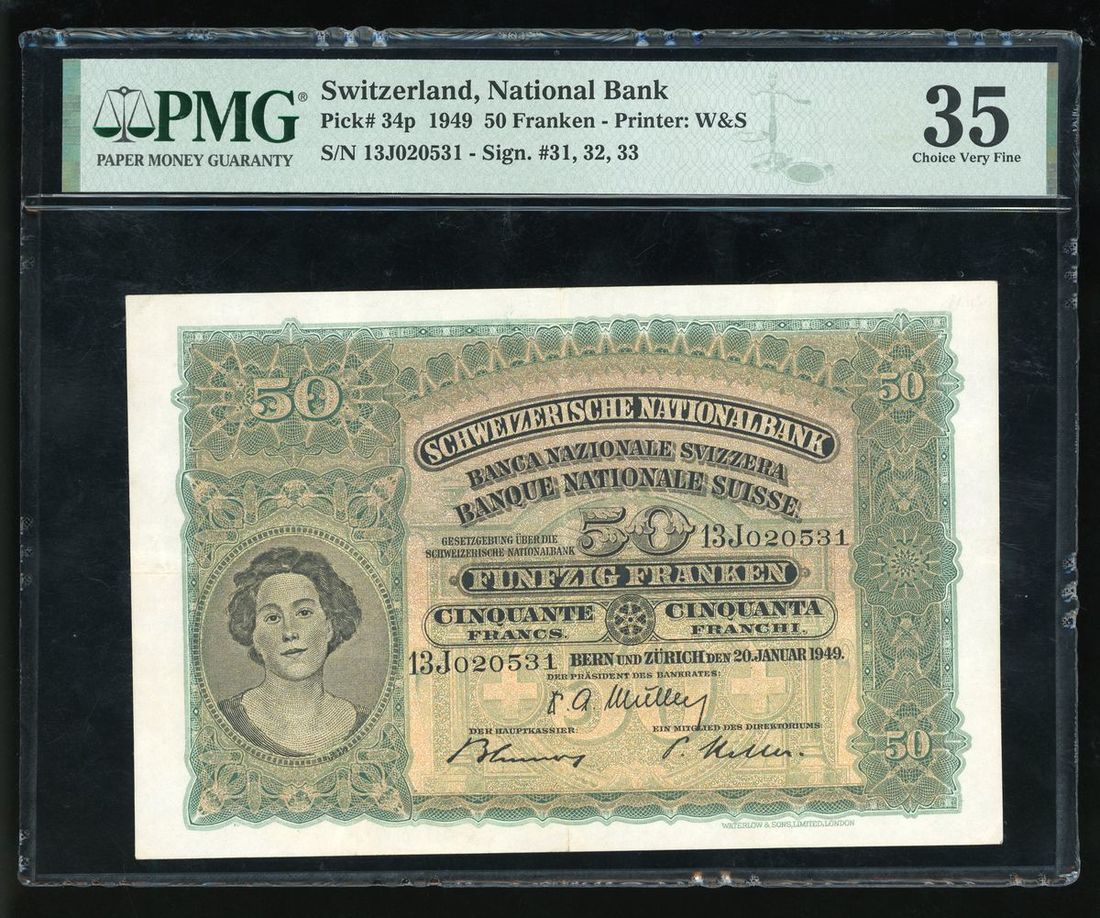 PMG®
PAPER MONEY GUARANTY
Switzerland, National Bank
Pick# 34p 1949 50 Franken - Printer: W&S
S/N 13J020531 - Sign. #31, 32, 33
35
Choice Very Fine
50
50
SCHWEIZERISCHE NATIONALBANK
BANCA NAZIONALE SVIZZERA
BANQUE NATIONALE SUISSE
GESETZGEBUNG ÜBER DIE
SCHWEIZERISCHE NATIONALBANK
50
13J020531
FÜNFZIG FRANKEN
CINQUANTE
FRANCS.
CINQUANTA
FRANCHI.
13J020531
BERN UND ZÜRICH DEN 20.JANUAR 1949.
DER PRÄSIDENT DES BANKRATES:
A Müller
DER HAUPTKASSIER:
EIN MITGLIED DES DIREKTORIUMS:
50
WATERLOW & SONS, LIMITED, LONDON